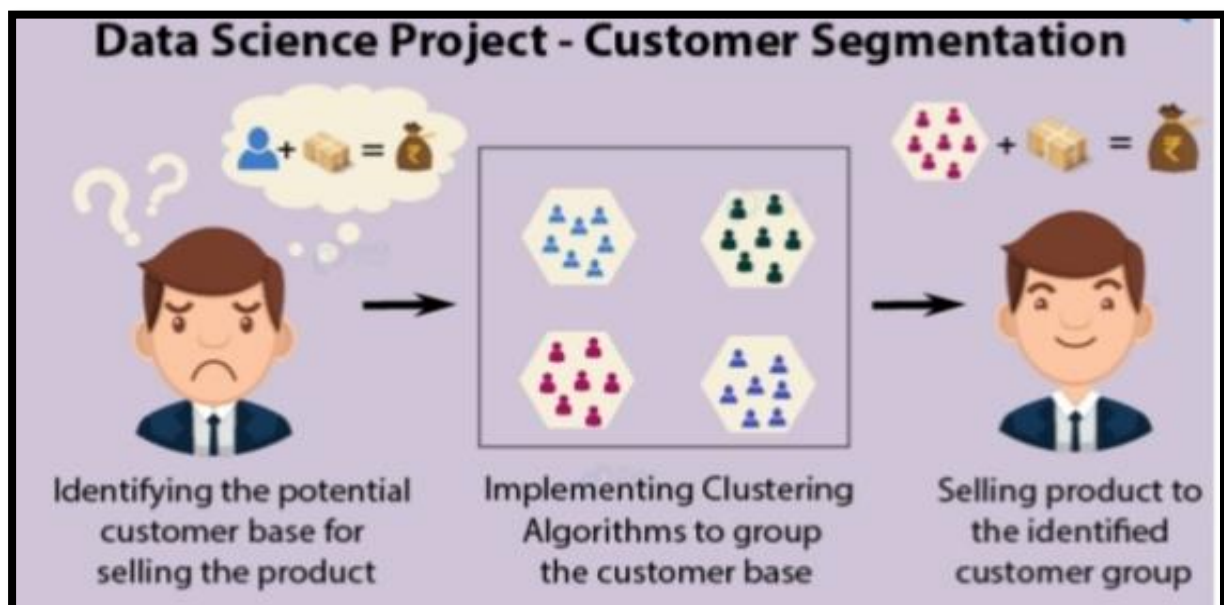 Data Science Project - Customer Segmentation
? ?
+ = ₹
+ = ₹
Identifying the potential
customer base for
selling the product
Implementing Clustering
Algorithms to group
the customer base
Selling product to
the identified
customer group